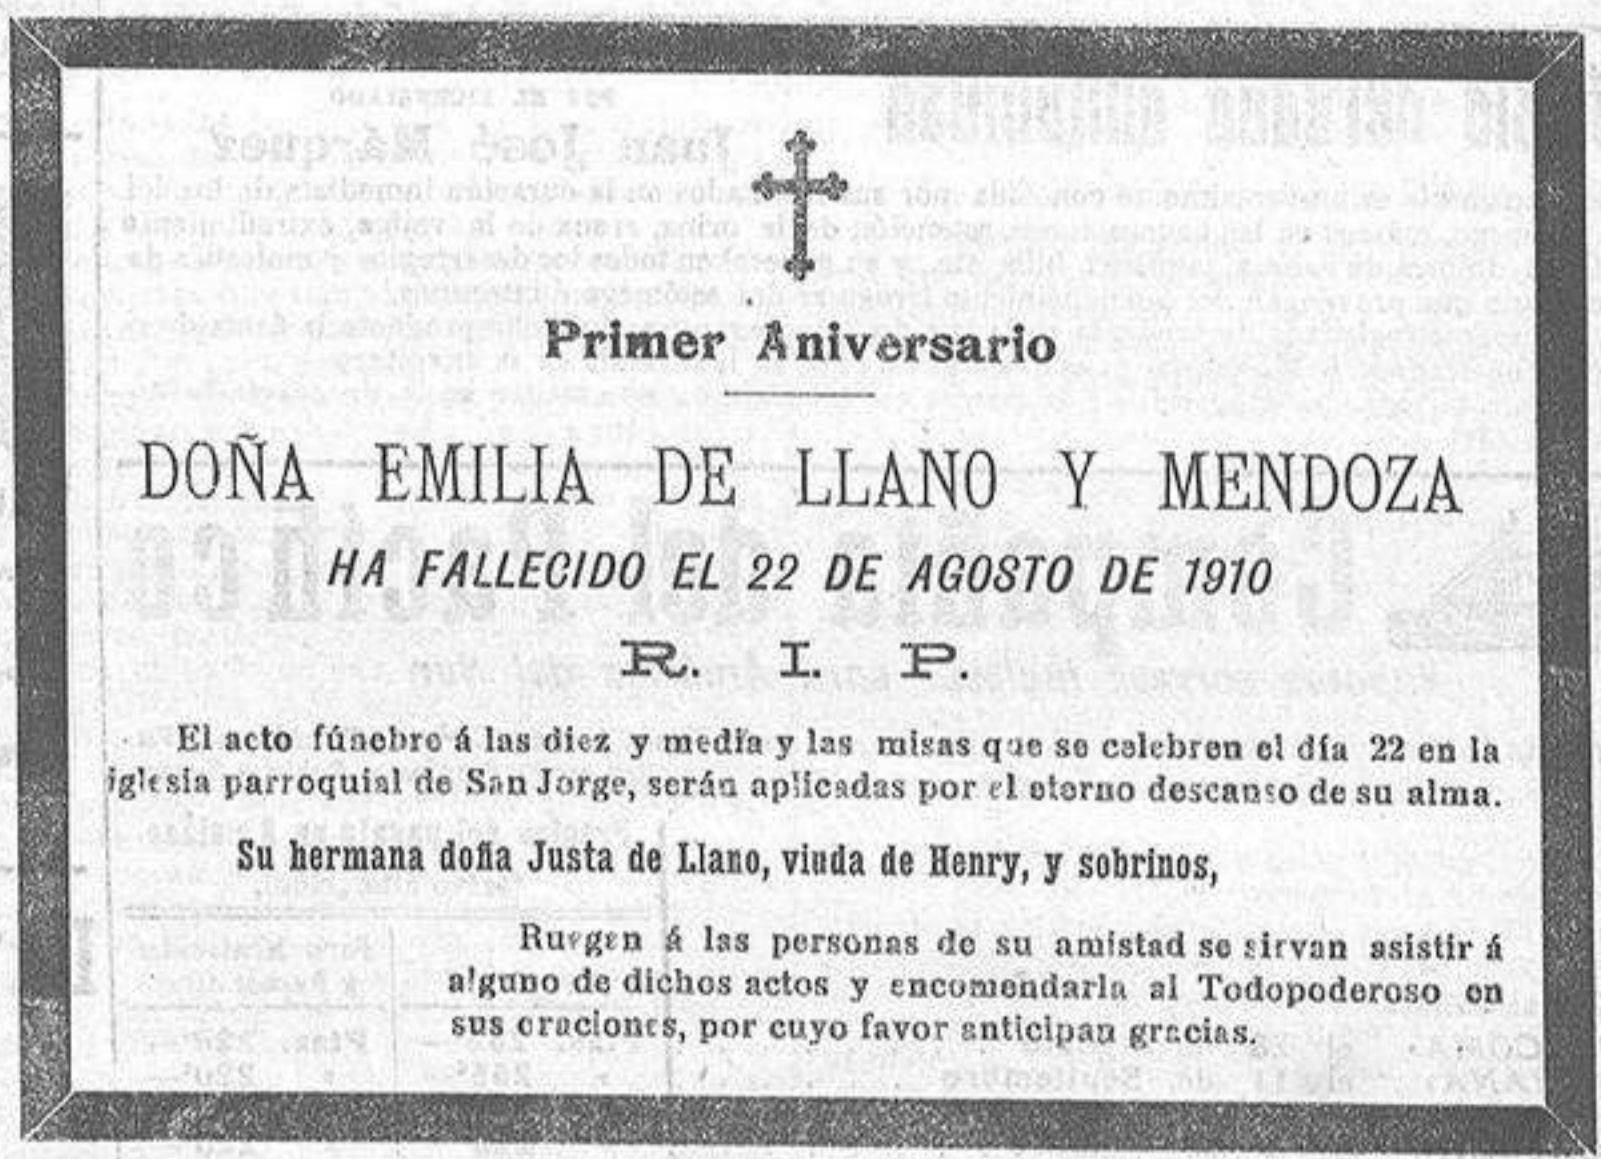 Primer Aniversario
DOÑA EMILIA DE LLANO Y MENDOZA
HA FALLECIDO EL 22 DE AGOSTO DE 1910
R. I. P.
El acto fúnebre á las diez y media y las misas que se celebren el día 22 en la
iglesia parroquial de San Jorge, serán aplicadas por el eterno descanso de su alma.
Su hermana doña Justa de Llano, viuda de Henry, y sobrinos,
Ruegen á las personas de su amistad se sirvan asistir á
alguno de dichos actos y encomendarla al Todopoderoso en
sus oraciones, por cuyo favor anticipan gracias.